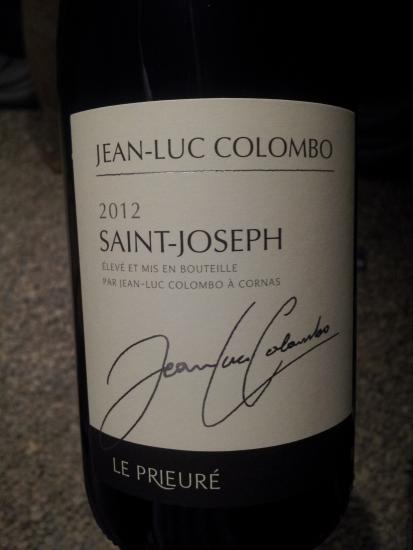 JEAN-LUC COLOMBO
2012
SAINT-JOSEPH
ÉLEVÉ ET MIS EN BOUTEILLE
PAR JEAN-LUC COLOMBO À CORNAS
Jean Luc Colombo
LE PRIEURÉ